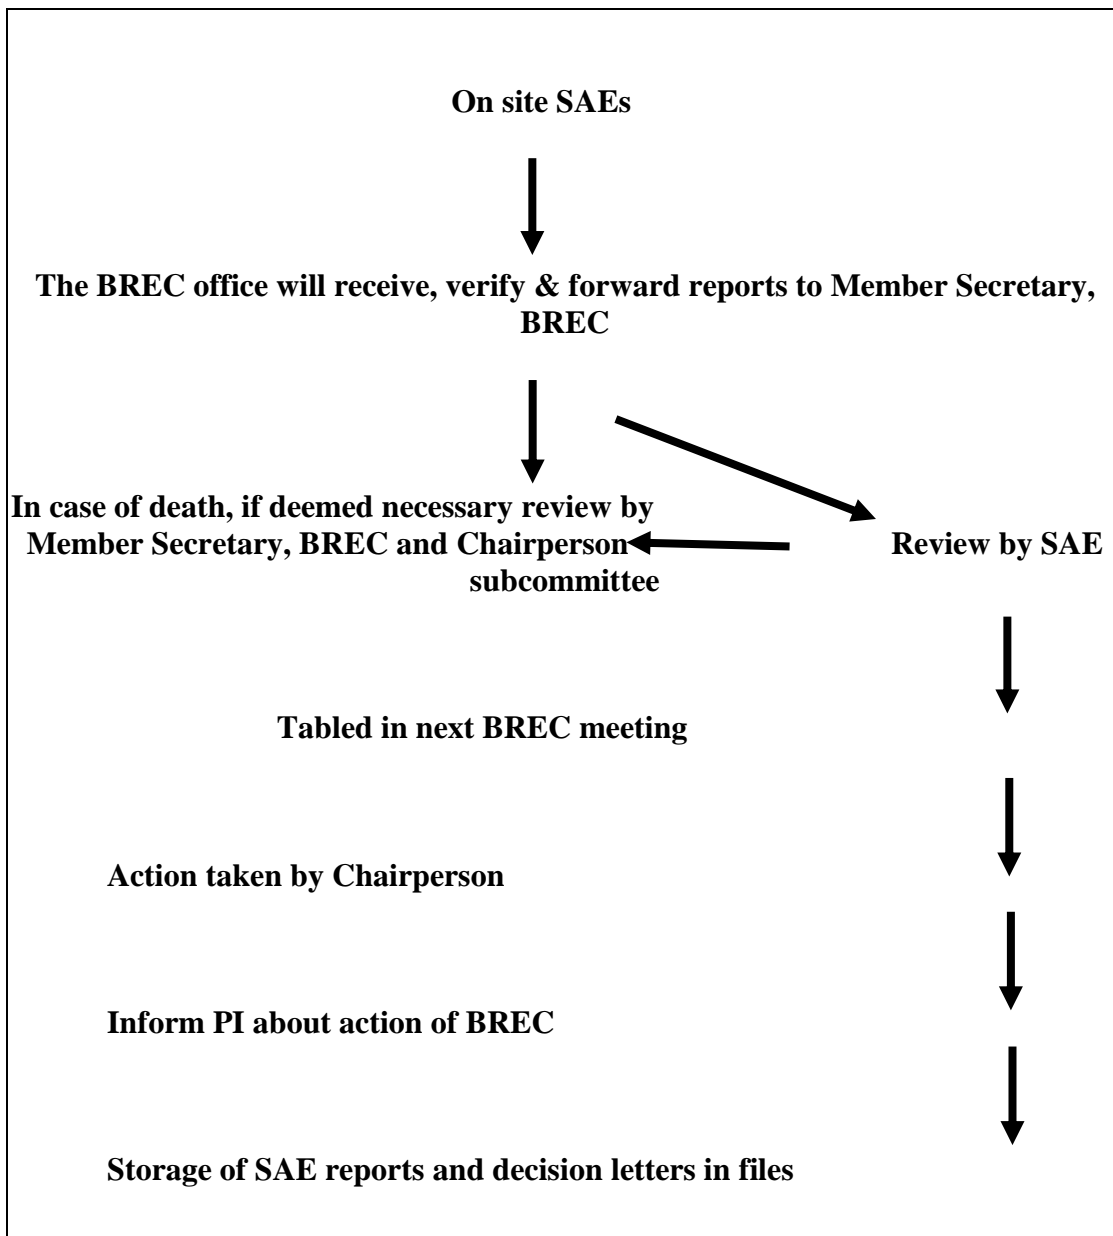 On site SAEs
The BREC office will receive, verify & forward reports to Member Secretary,
BREC
In case of death, if deemed necessary review by
Member Secretary, BREC and Chairperson
Review by SAE
subcommittee
Tabled in next BREC meeting
Action taken by Chairperson
Inform PI about action of BREC
Storage of SAE reports and decision letters in files